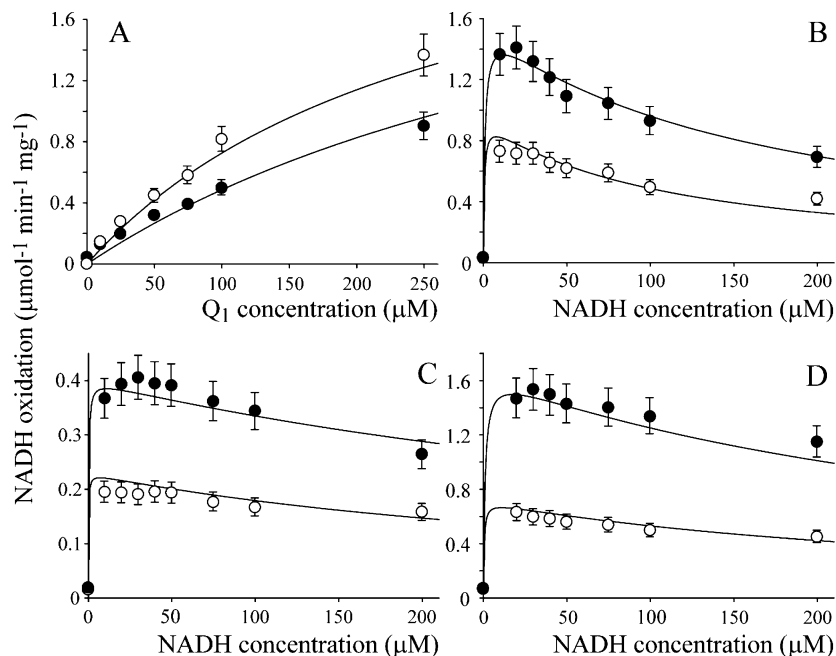 NADH oxidation (µmol⁻¹ min⁻¹ mg⁻¹)
A
1.6
1.2
0.8
0.4
0
0 50 100 150 200 250
Q₁ concentration (µM)
B
1.6
1.2
0.8
0.4
0
0 50 100 150 200
NADH concentration (µM)
C
0.4
0.3
0.2
0.1
0
0 50 100 150 200
NADH concentration (µM)
D
1.6
1.2
0.8
0.4
0
0 50 100 150 200
NADH concentration (µM)